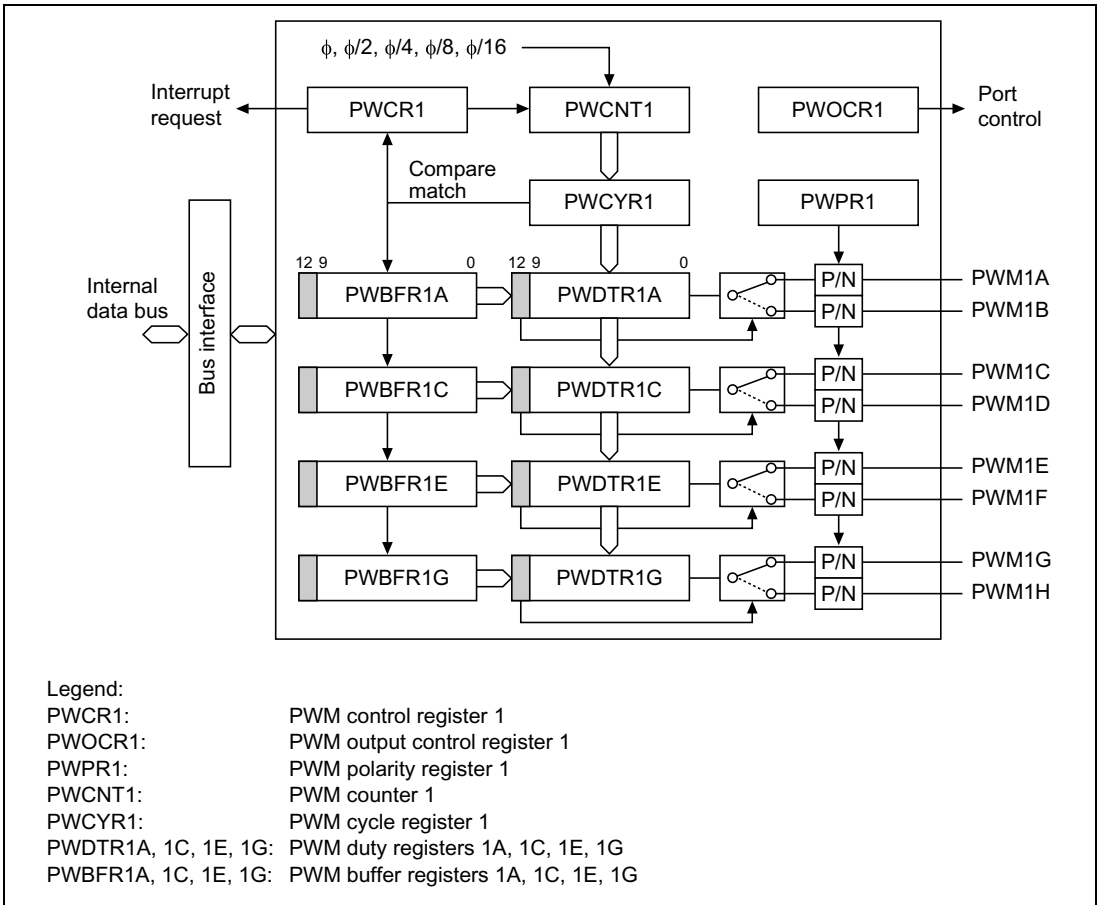 ϕ, ϕ/2, ϕ/4, ϕ/8, ϕ/16
Interrupt
request
PWCR1
PWCNT1
PWOCR1
Port
control
Compare
match
PWCYR1
PWPR1
Internal
data bus
Bus interface
12 9 0
PWBFR1A
12 9 0
PWDTR1A
P/N
PWM1A
P/N
PWM1B
PWBFR1C
PWDTR1C
P/N
PWM1C
P/N
PWM1D
PWBFR1E
PWDTR1E
P/N
PWM1E
P/N
PWM1F
PWBFR1G
PWDTR1G
P/N
PWM1G
P/N
PWM1H
Legend:
PWCR1: PWM control register 1
PWOCR1: PWM output control register 1
PWPR1: PWM polarity register 1
PWCNT1: PWM counter 1
PWCYR1: PWM cycle register 1
PWDTR1A, 1C, 1E, 1G: PWM duty registers 1A, 1C, 1E, 1G
PWBFR1A, 1C, 1E, 1G: PWM buffer registers 1A, 1C, 1E, 1G